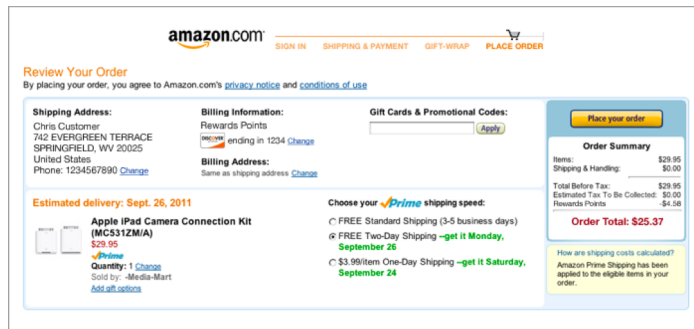 amazon.com
SIGN IN SHIPPING & PAYMENT GIFT-WRAP PLACE ORDER
Review Your Order
By placing your order, you agree to Amazon.com's privacy notice and conditions of use
Shipping Address:
Chris Customer
742 EVERGREEN TERRACE
SPRINGFIELD, WV 20025
United States
Phone: 1234567890 Change
Billing Information:
Rewards Points
DISCOVER ending in 1234 Change
Billing Address:
Same as shipping address Change
Gift Cards & Promotional Codes:
Apply
Place your order
Order Summary
Items: $29.95
Shipping & Handling: $0.00
Total Before Tax: $29.95
Estimated Tax To Be Collected: $0.00
Rewards Points -$4.58
Order Total: $25.37
How are shipping costs calculated?
Amazon Prime Shipping has been
applied to the eligible items in your
order.
Estimated delivery: Sept. 26, 2011
Apple iPad Camera Connection Kit
(MC531ZM/A)
$29.95
Prime
Quantity: 1 Change
Sold by: -Media-Mart
Add gift options
Choose your Prime shipping speed:
FREE Standard Shipping (3-5 business days)
FREE Two-Day Shipping --get it Monday,
September 26
$3.99/item One-Day Shipping --get it Saturday,
September 24